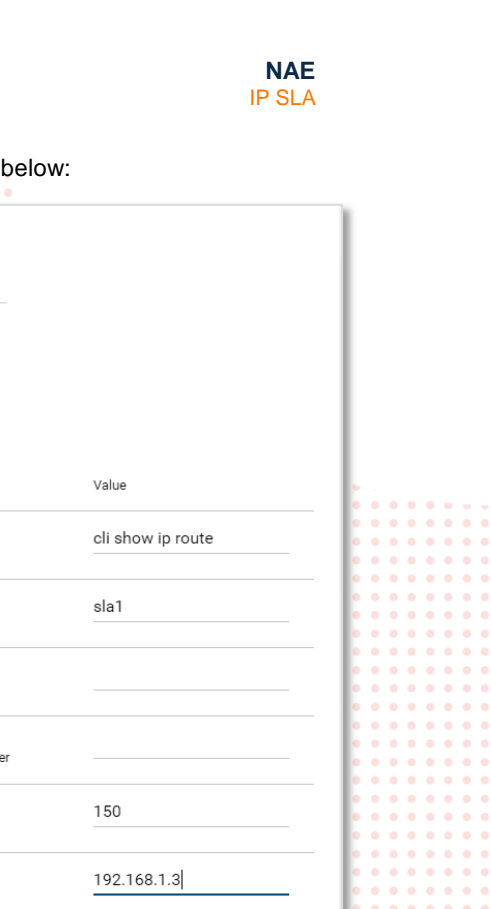 NAE
IP SLA
below:
Value
cli show ip route
sla1
er
150
192.168.1.3